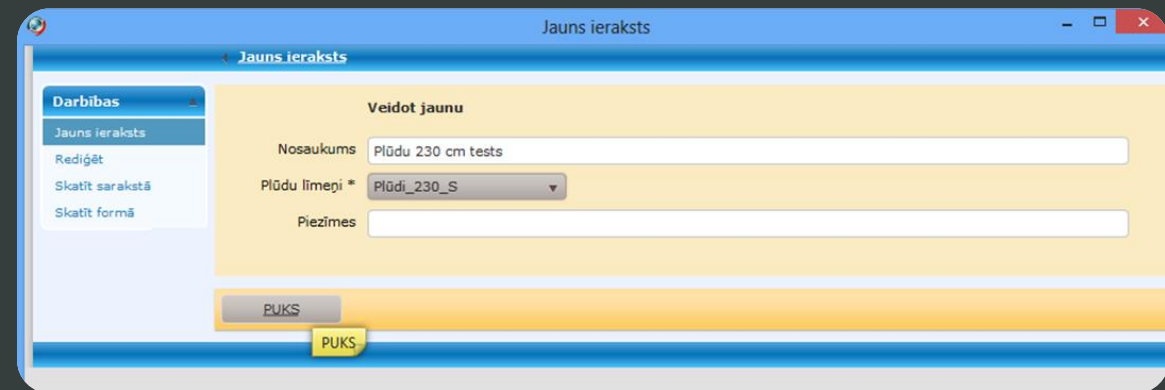 Jauns ieraksts
Jauns ieraksts
Darbības
Jauns ieraksts
Rediģēt
Skatīt sarakstā
Skatīt formā
Veidot jaunu
Nosaukums Plūdu 230 cm tests
Plūdu līmeņi * Plūdi_230_S
Piezīmes
PUKS
PUKS